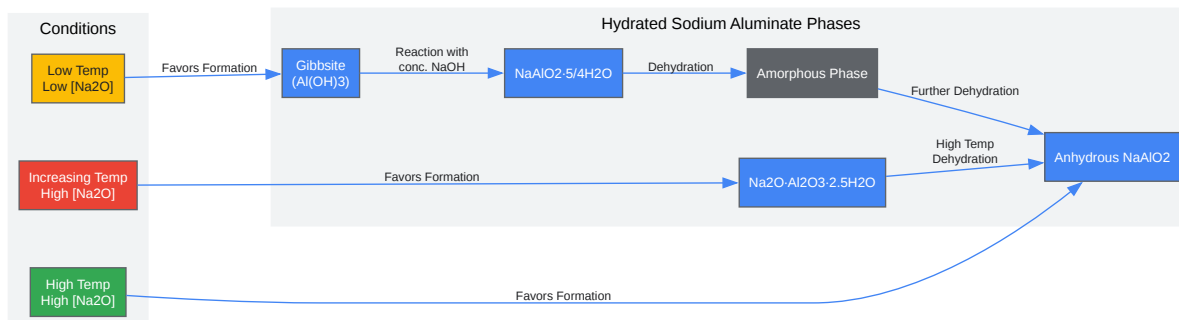 Conditions
Hydrated Sodium Aluminate Phases
Low Temp
Low [Na2O]
Favors Formation
Gibbsite
(Al(OH)3)
Reaction with
conc. NaOH
NaAlO2·5/4H2O
Dehydration
Amorphous Phase
Further Dehydration
Increasing Temp
High [Na2O]
Favors Formation
Na2O·Al2O3·2.5H2O
High Temp
Dehydration
Anhydrous NaAlO2
High Temp
High [Na2O]
Favors Formation